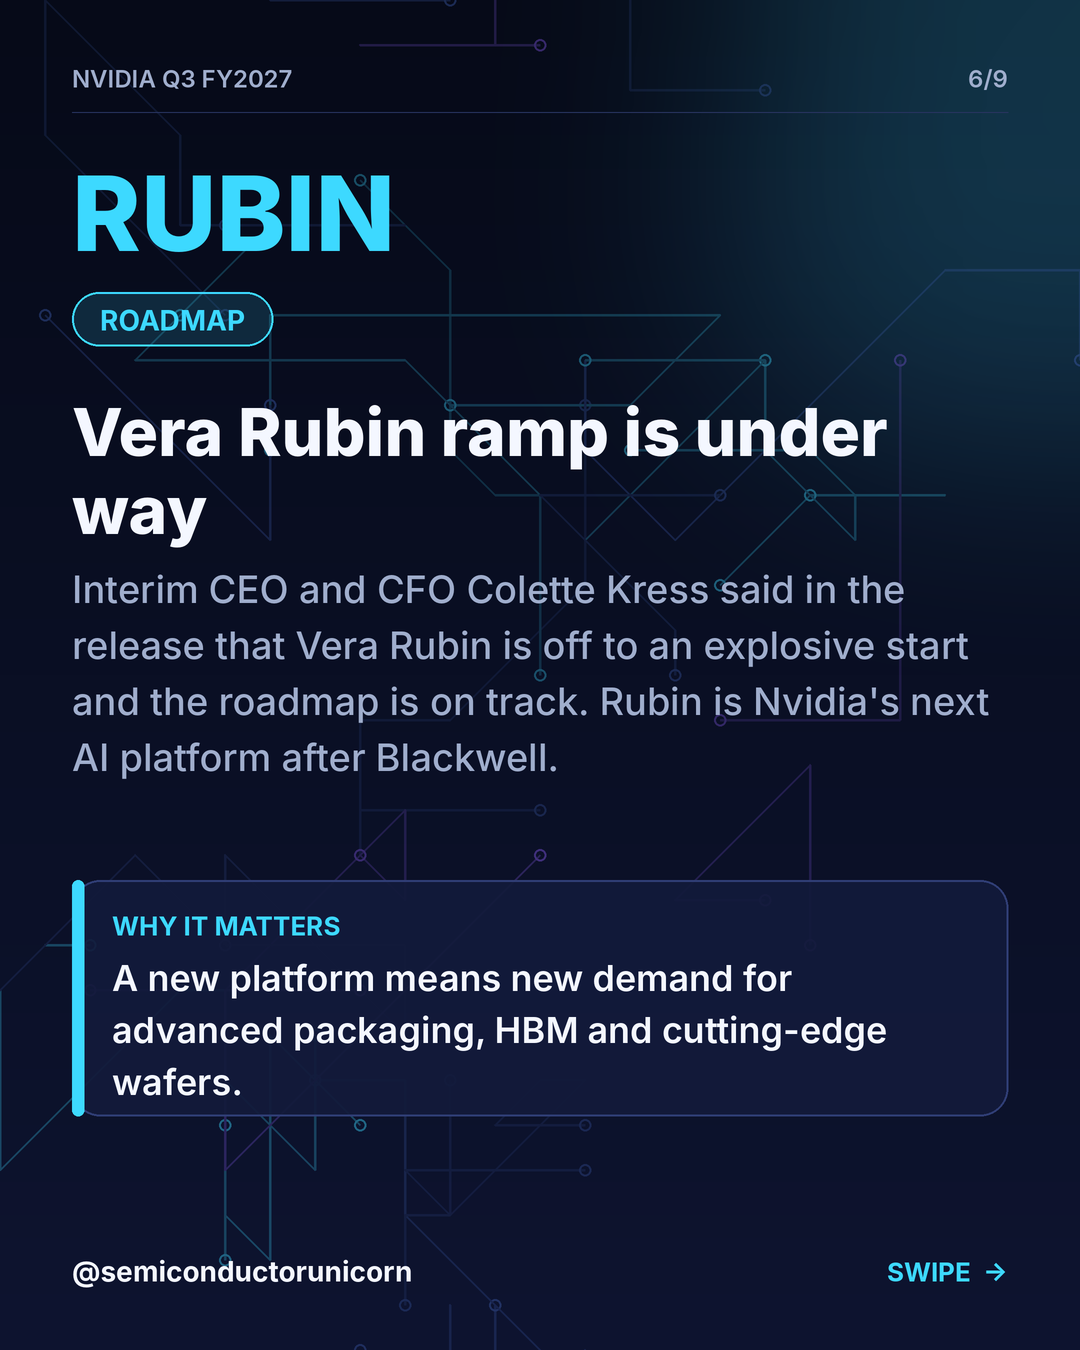 NVIDIA Q3 FY2027
6/9
RUBIN
ROADMAP
Vera Rubin ramp is under
way
Interim CEO and CFO Colette Kress said in the
release that Vera Rubin is off to an explosive start
and the roadmap is on track. Rubin is Nvidia's next
AI platform after Blackwell.
WHY IT MATTERS
A new platform means new demand for
advanced packaging, HBM and cutting-edge
wafers.
@semiconductorunicorn
SWIPE →